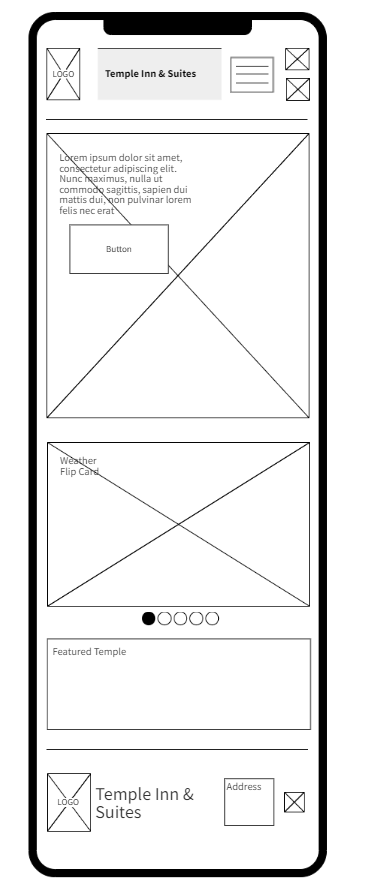 LOGO
Temple Inn & Suites
Lorem ipsum dolor sit amet,
consectetur adipiscing elit.
Nunc maximus, nulla ut
commodo sagittis, sapien dui
mattis dui, non pulvinar lorem
felis nec erat
Button
Weather
Flip Card
Featured Temple
LOGO
Temple Inn &
Suites
Address